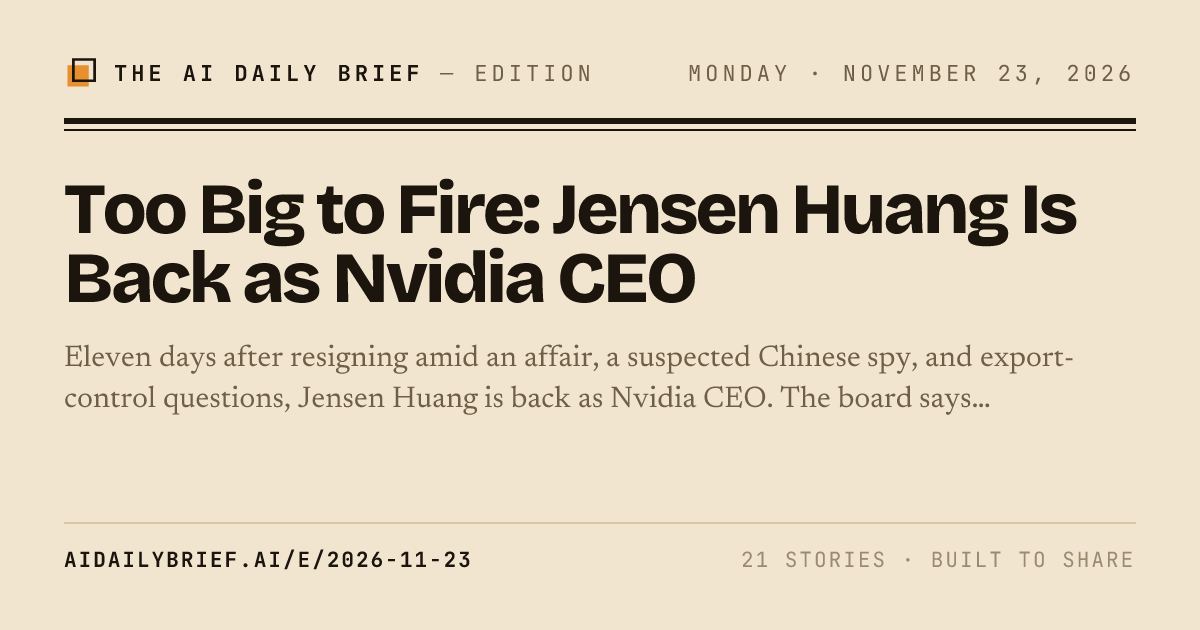 THE AI DAILY BRIEF — EDITION
MONDAY · NOVEMBER 23, 2026
Too Big to Fire: Jensen Huang Is
Back as Nvidia CEO
Eleven days after resigning amid an affair, a suspected Chinese spy, and export-
control questions, Jensen Huang is back as Nvidia CEO. The board says…
AIDAILYBRIEF.AI/E/2026-11-23
21 STORIES · BUILT TO SHARE